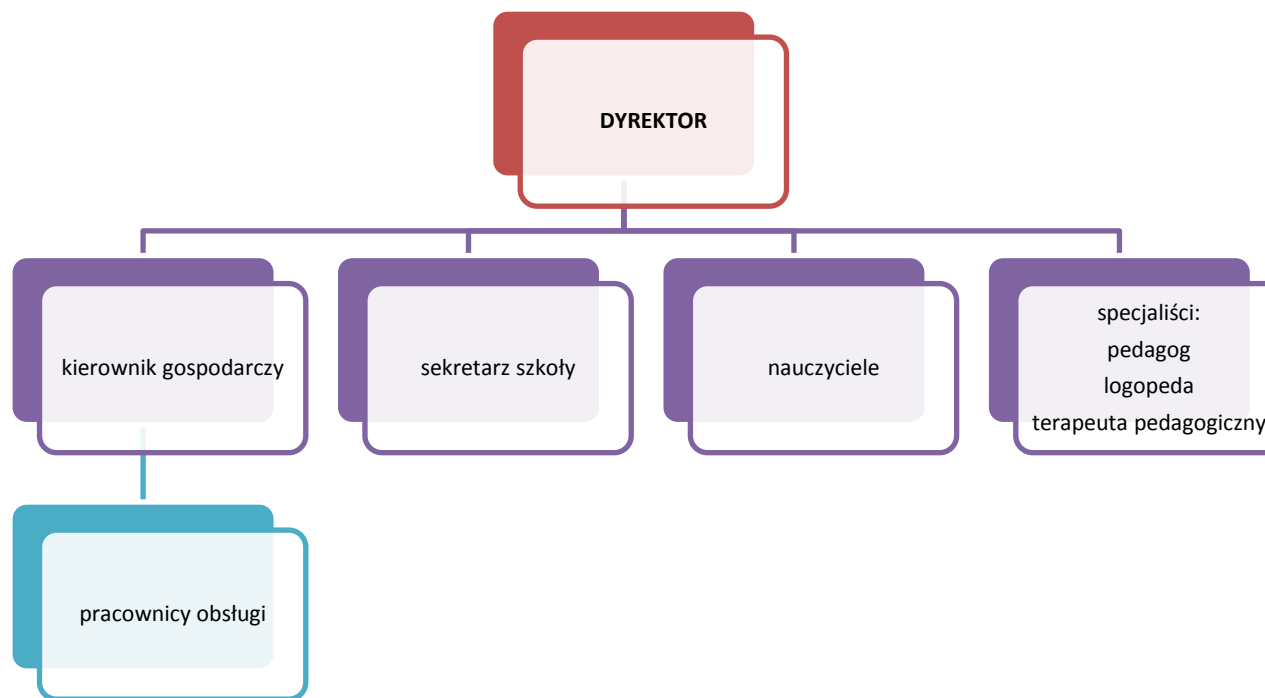 DYREKTOR
kierownik gospodarczy
sekretarz szkoły
nauczyciele
specjaliści:
pedagog
logopeda
terapeuta pedagogiczny
pracownicy obsługi